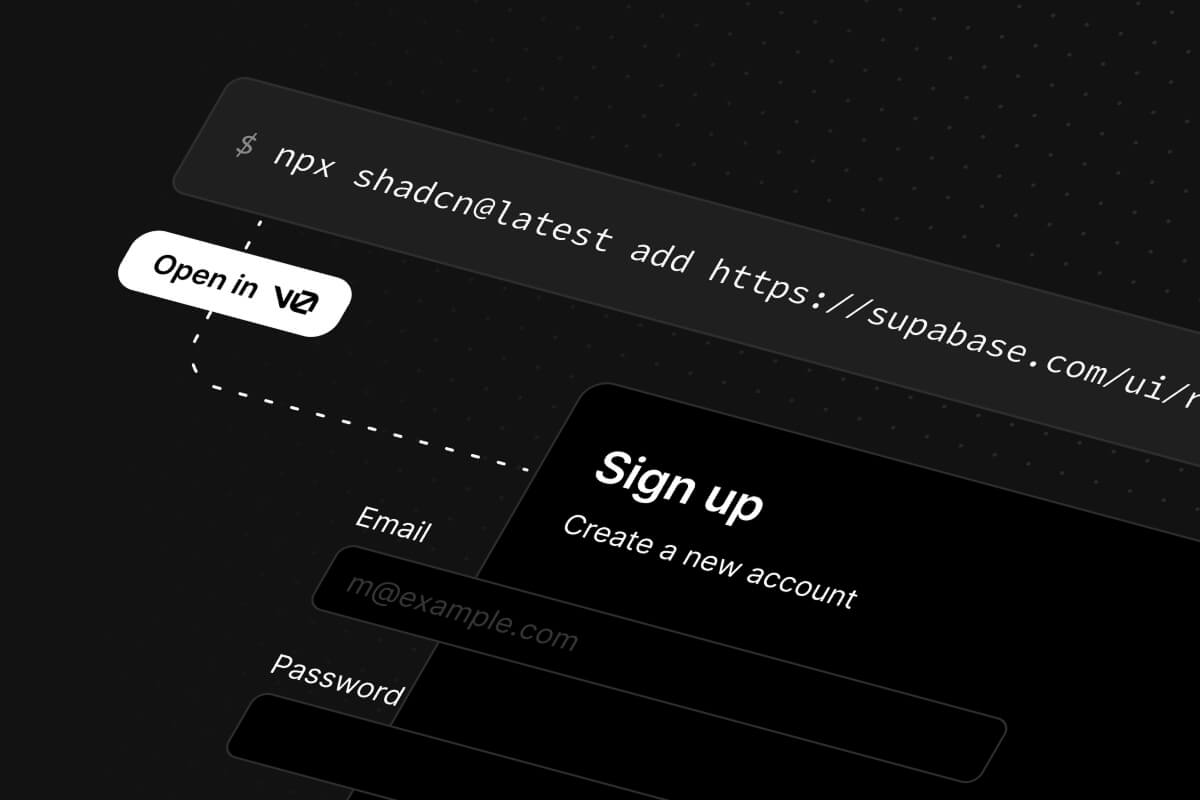 $ npx shadcn@latest add https://supabase.com/ui/r
Open in v0
Sign up
Create a new account
Email
m@example.com
Password